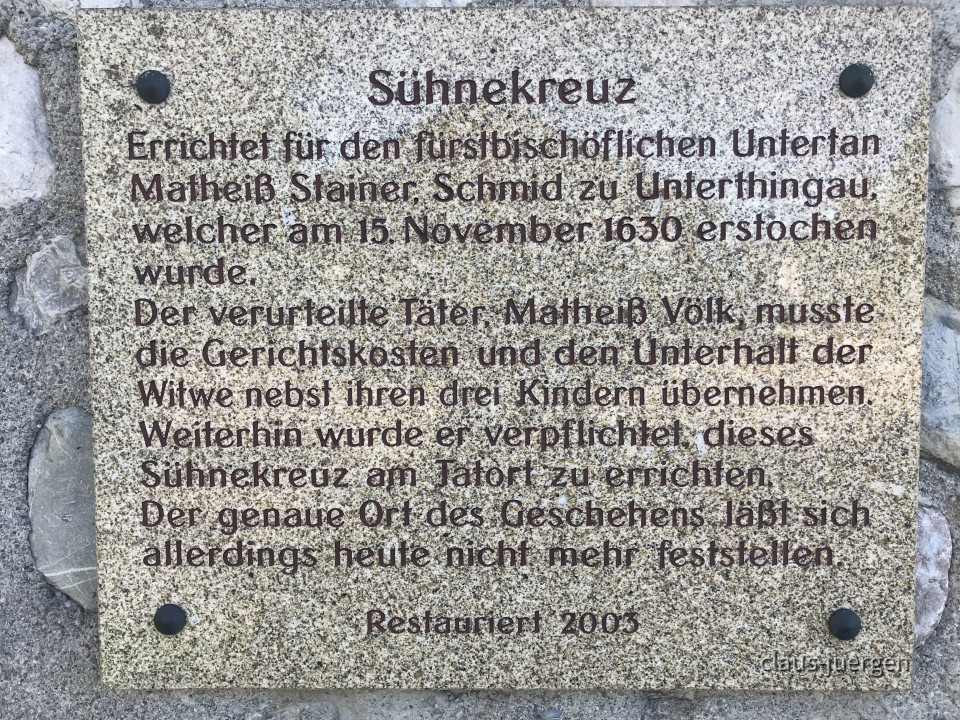 Sühnekreuz
Errichtet für den fürstbischöflichen Untertan
Matheiß Stainer, Schmid zu Unterthingau,
welcher am 15. November 1630 erstochen
wurde.
Der verurteilte Täter, Matheiß Völk, musste
die Gerichtskosten und den Unterhalt der
Witwe nebst ihren drei Kindern übernehmen.
Weiterhin wurde er verpflichtet, dieses
Sühnekreuz am Tatort zu errichten.
Der genaue Ort des Geschehens läßt sich
allerdings heute nicht mehr feststellen.
Restauriert 2003
claus-juergen